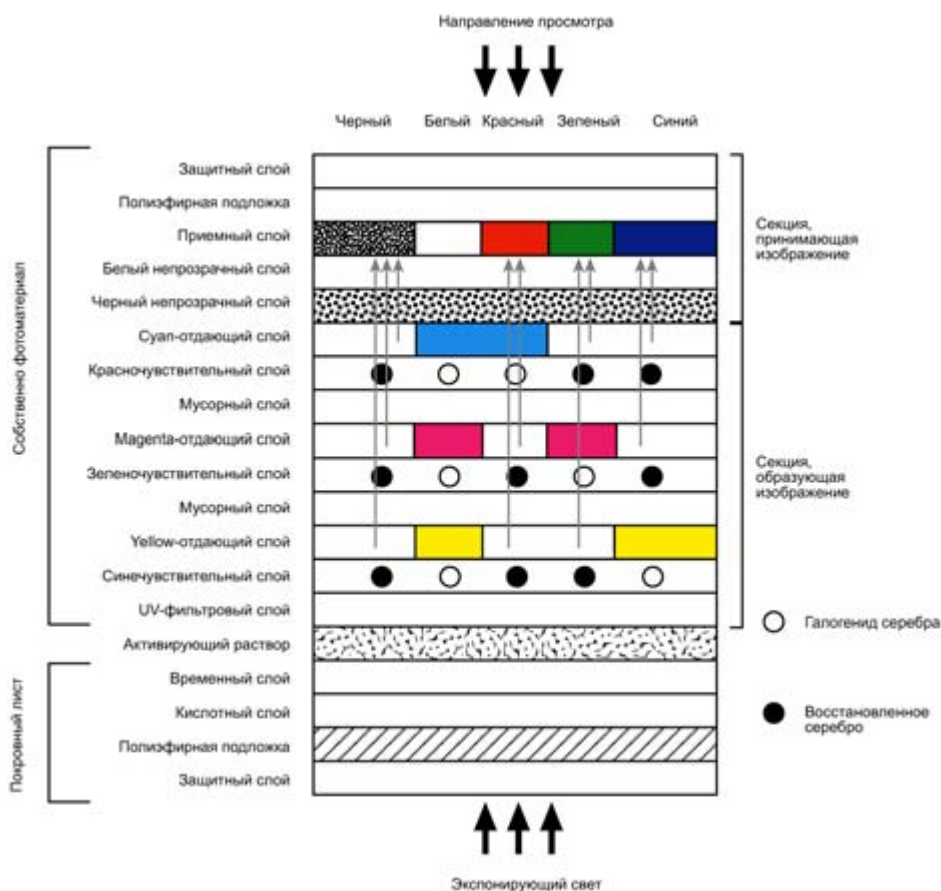 Направление просмотра
Черный Белый Красный Зеленый Синий
Собственно фотоматериал
Защитный слой
Полиэфирная подложка
Приемный слой
Белый непрозрачный слой
Черный непрозрачный слой
Cyan-отдающий слой
Красночувствительный слой
Мусорный слой
Magenta-отдающий слой
Зеленочувствительный слой
Мусорный слой
Yellow-отдающий слой
Синечувствительный слой
UV-фильтровый слой
Активирующий раствор
Покровный лист
Временный слой
Кислотный слой
Полиэфирная подложка
Защитный слой
Секция,
принимающая
изображение
Секция,
образующая
изображение
Галогенид серебра
Восстановленное
серебро
Экспонирующий свет